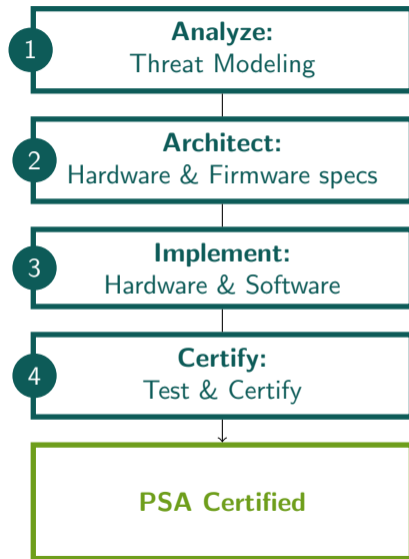 1
Analyze:
Threat Modeling
2
Architect:
Hardware & Firmware specs
3
Implement:
Hardware & Software
4
Certify:
Test & Certify
PSA Certified